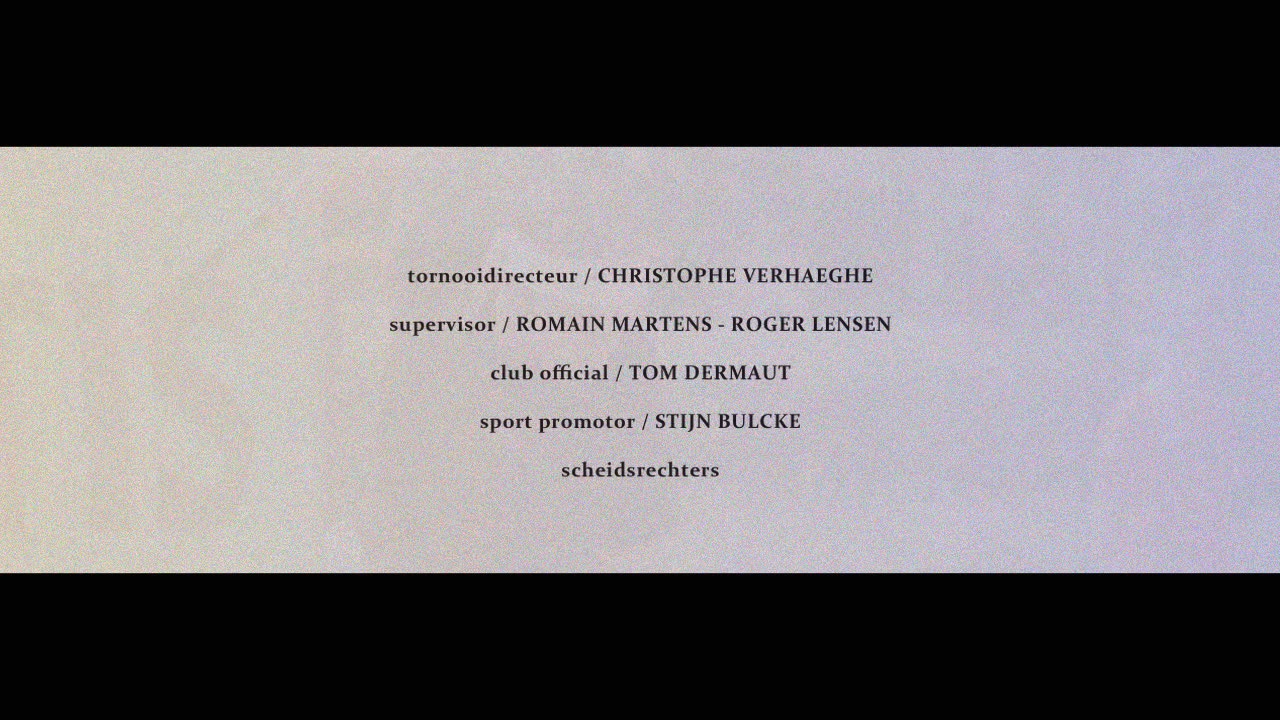 tornooidirecteur / CHRISTOPHE VERHAEGHE
supervisor / ROMAIN MARTENS - ROGER LENSEN
club official / TOM DERMAUT
sport promotor / STIJN BULCKE
scheidsrechters